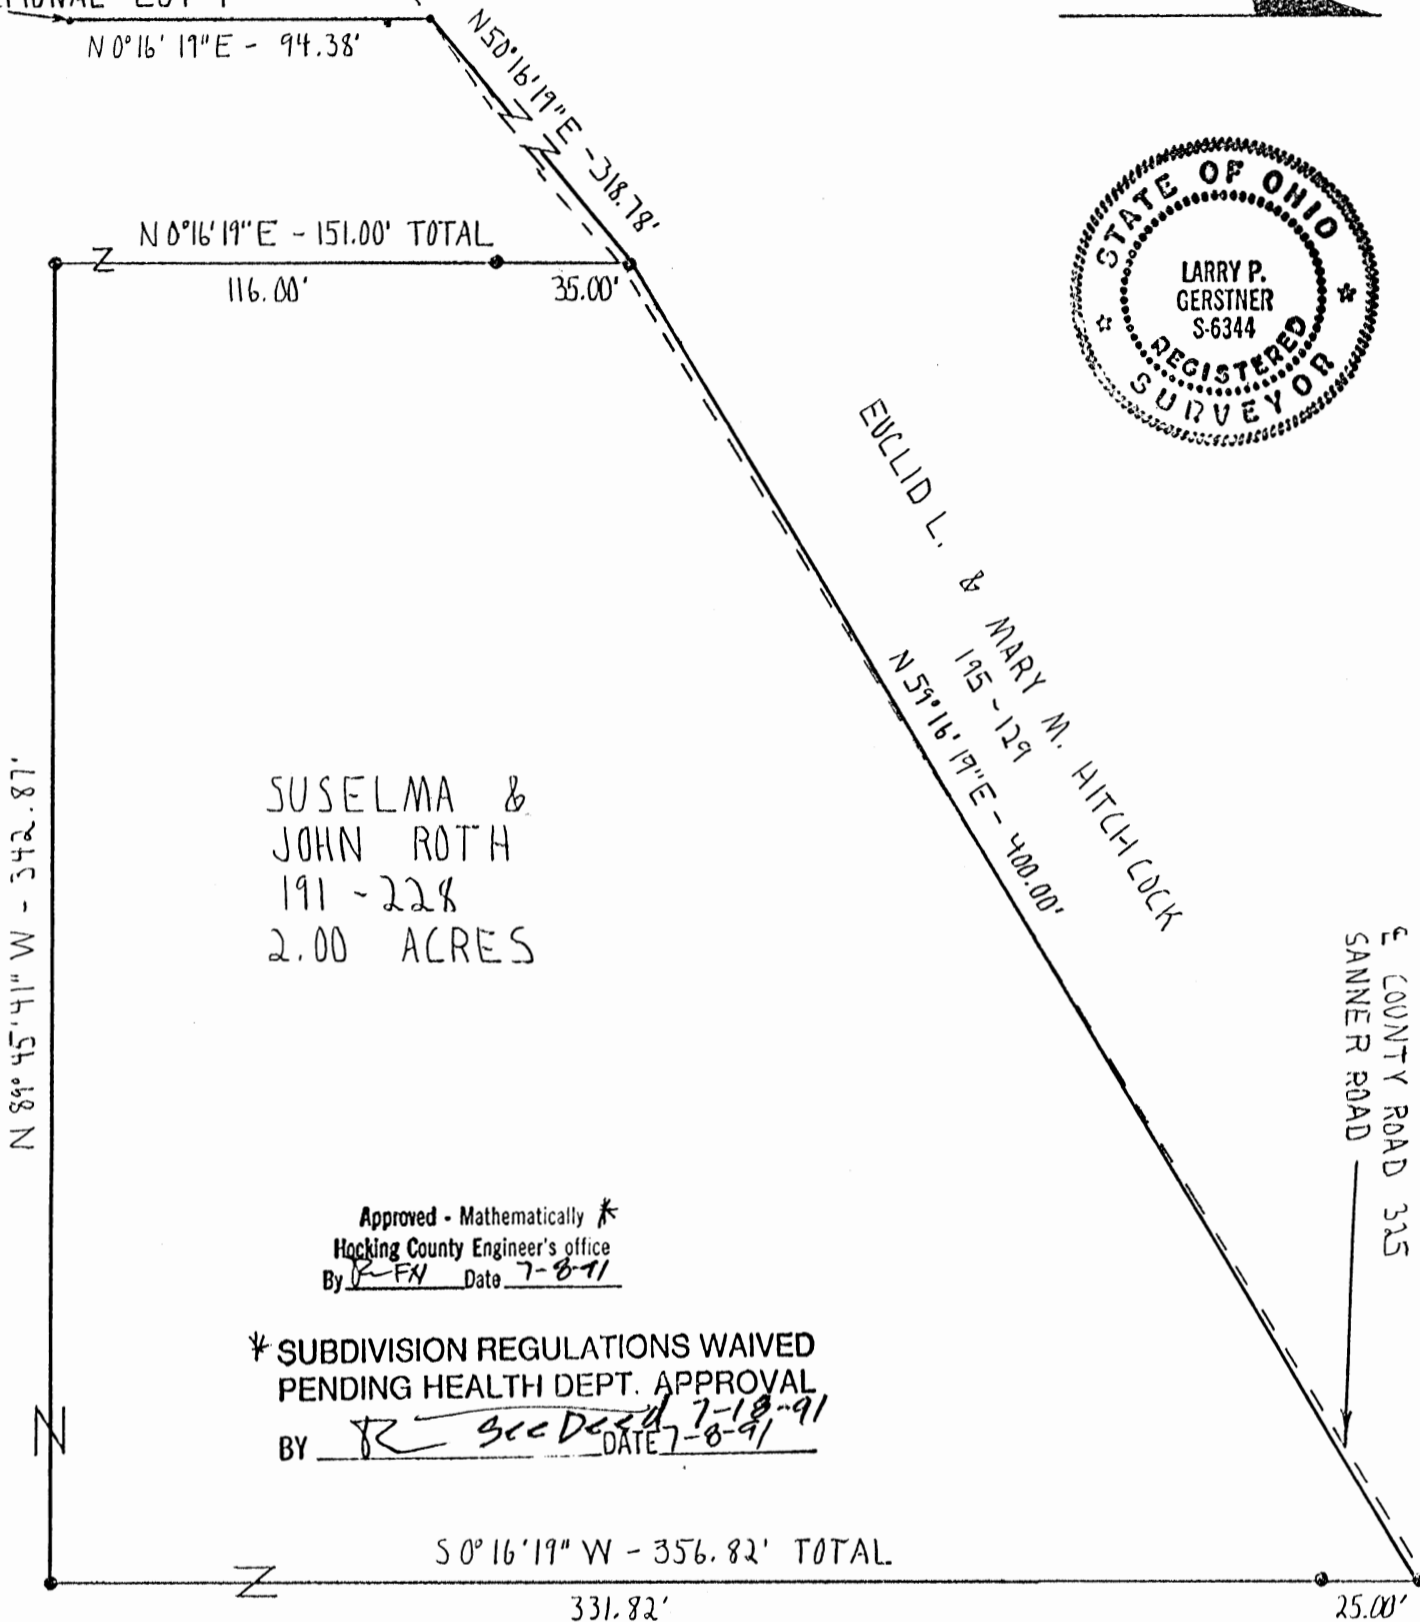 N 0°16' 19"E - 94.38'
N50°16'19"E - 318.78'
STATE OF OHIO
LARRY P.
GERSTNER
S-6344
REGISTERED
SURVEYOR
N 0°16'19"E - 151.00' TOTAL
116.00'
35.00'
EUCLID L. & MARY M. HITCHCOCK
195-129
N 59°16'19"E - 400.00'
N 89°45'41" W - 342.87'
SUSELMA &
JOHN ROTH
191-228
2.00 ACRES
℄ COUNTY ROAD 325
SANNER ROAD
Approved - Mathematically *
Hocking County Engineer's office
By Date 7-8-91
* SUBDIVISION REGULATIONS WAIVED
PENDING HEALTH DEPT. APPROVAL
See Deed 7-18-91
BY DATE 7-8-91
N
S 0°16'19" W - 356.82' TOTAL
331.82'
25.00'